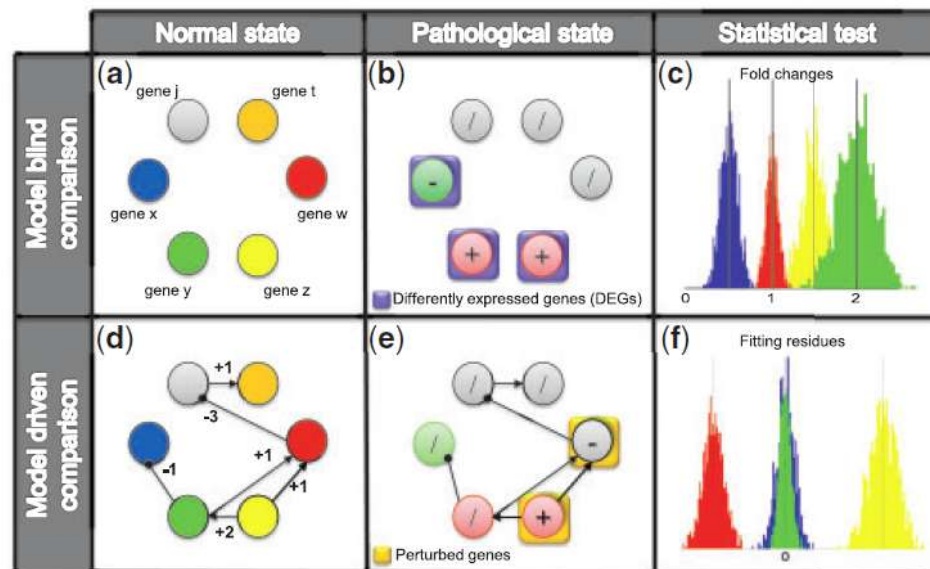 Normal state
Pathological state
Statistical test
Model blind
comparison
(a)
gene j
gene t
gene x
gene w
gene y
gene z
(b)
/
/
-
/
+
+
Differently expressed genes (DEGs)
(c)
Fold changes
0
1
2
Model driven
comparison
(d)
+1
-3
+1
-1
+1
+2
(e)
/
/
/
-
/
+
Perturbed genes
(f)
Fitting residues
0